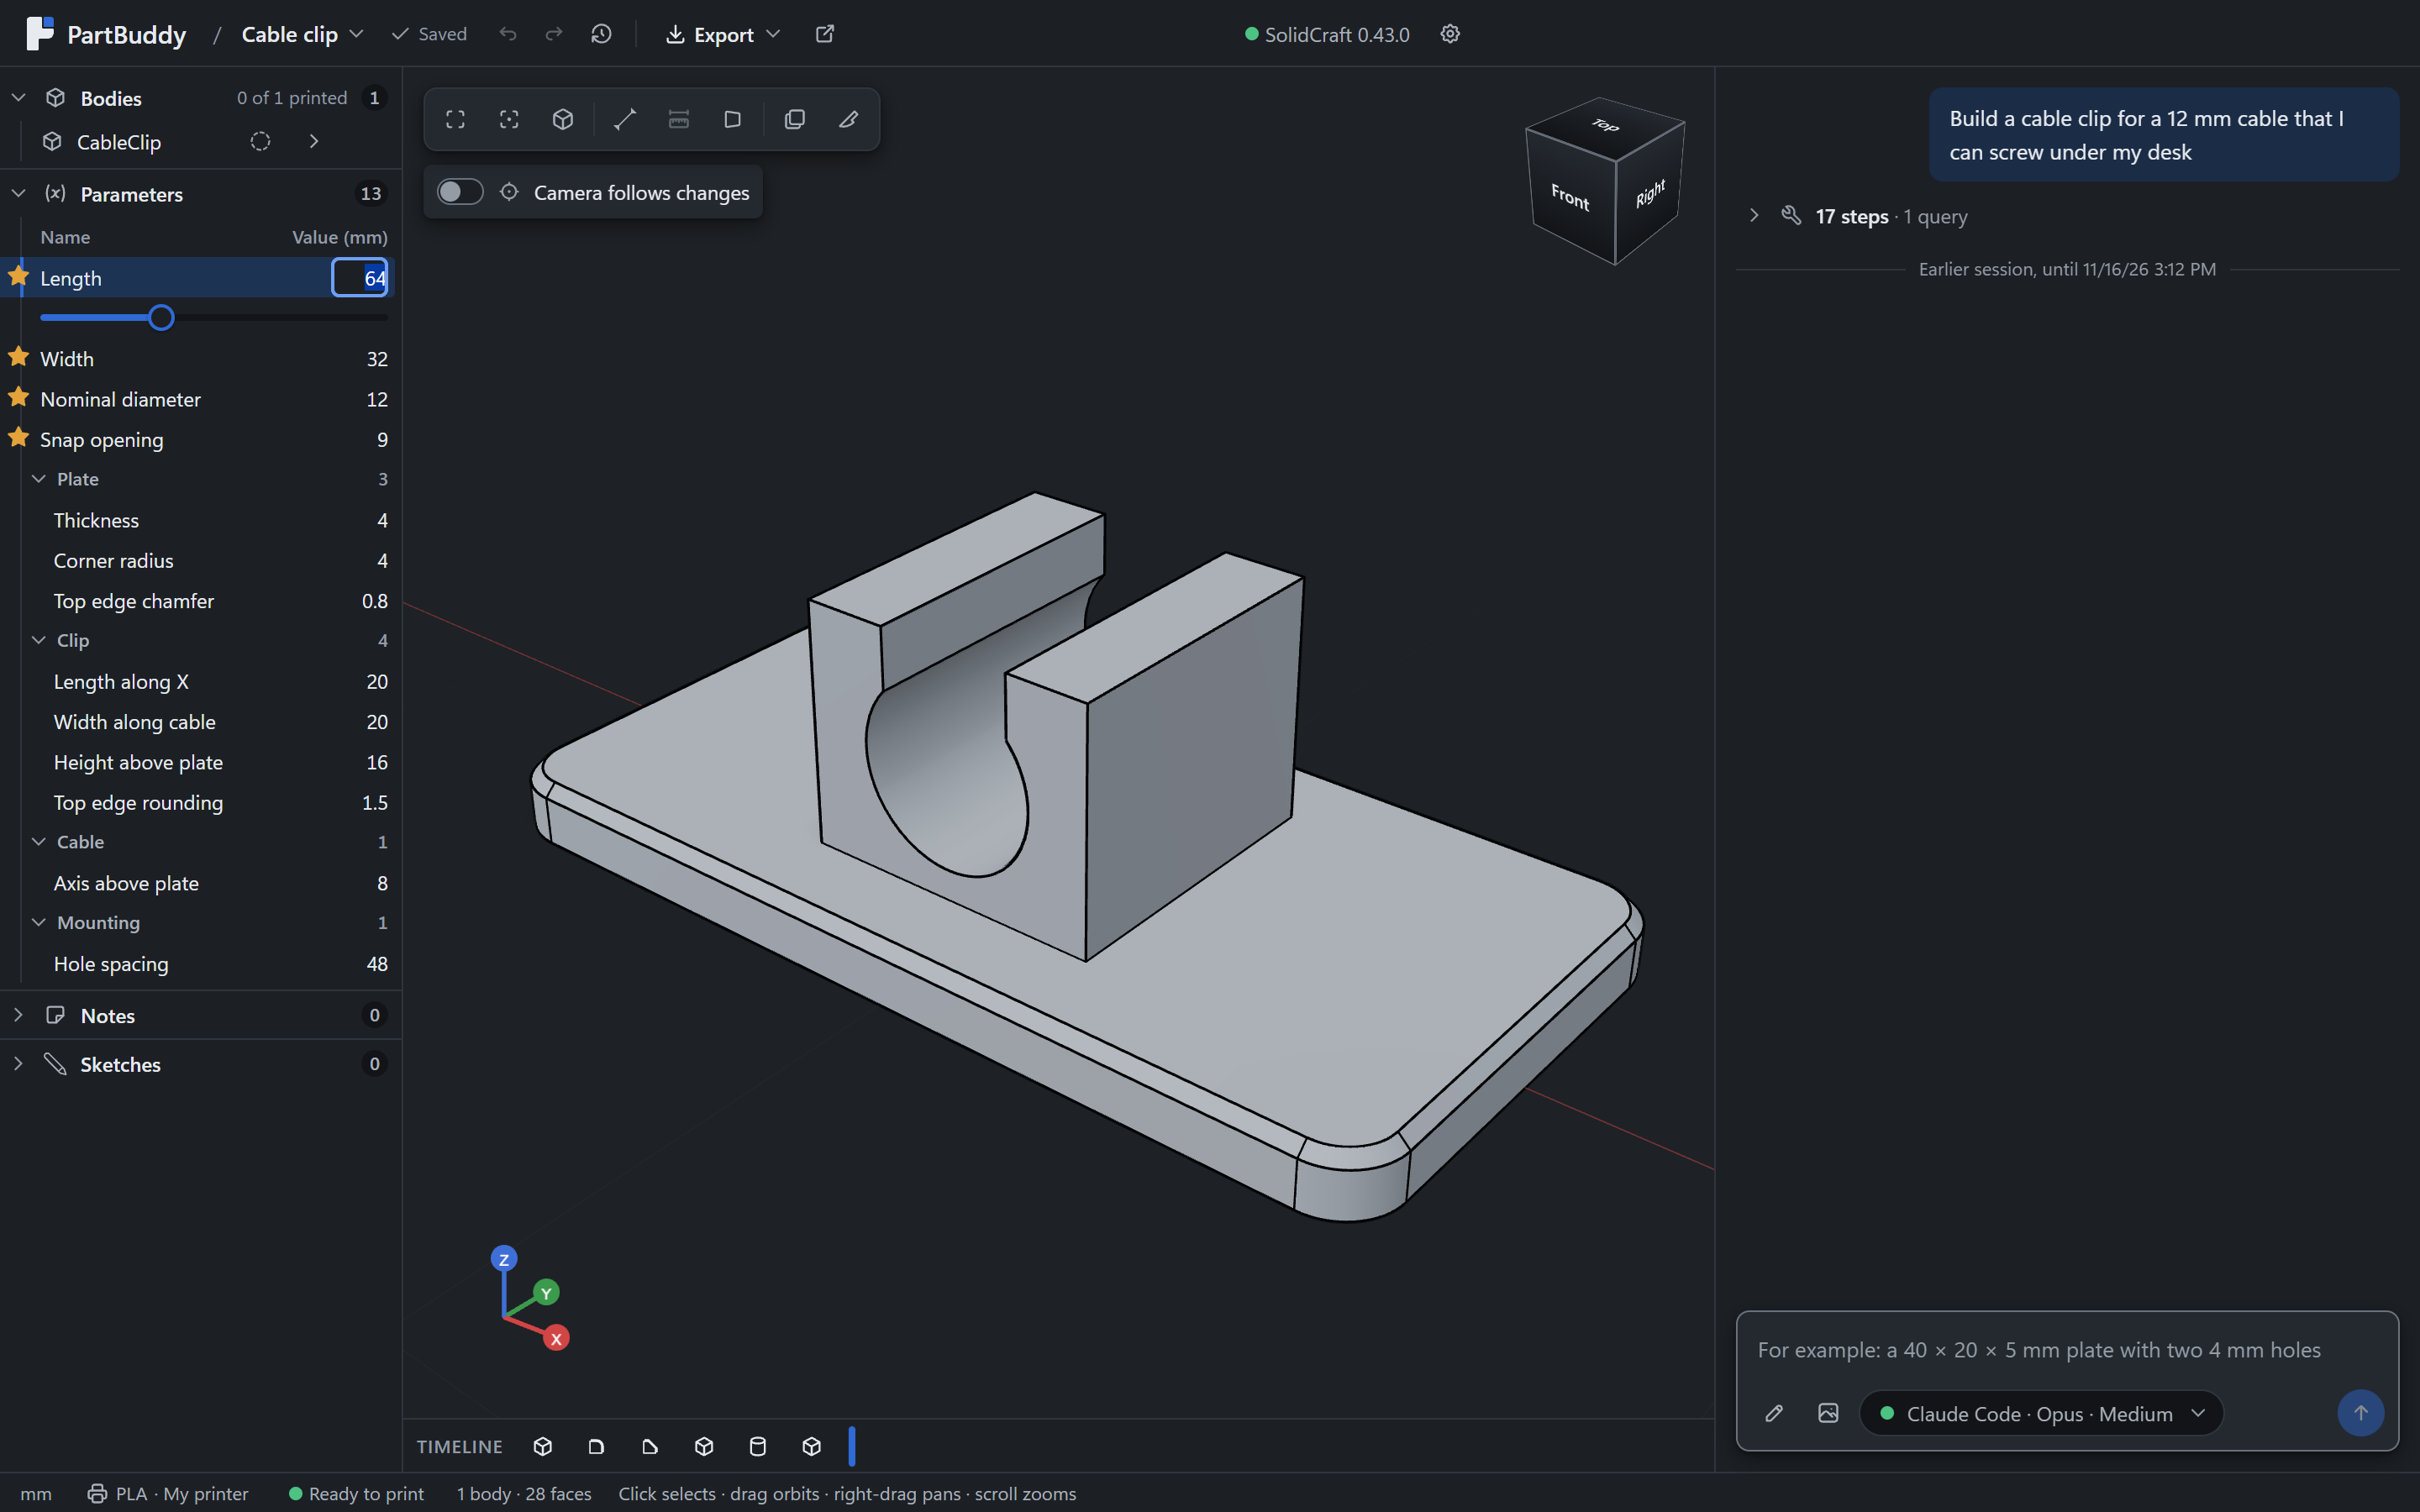 PartBuddy / Cable clip Saved Export SolidCraft 0.43.0
Bodies 0 of 1 printed 1
CableClip
Parameters 13
Name Value (mm)
Length 64
Width 32
Nominal diameter 12
Snap opening 9
Plate 3
Thickness 4
Corner radius 4
Top edge chamfer 0.8
Clip 4
Length along X 20
Width along cable 20
Height above plate 16
Top edge rounding 1.5
Cable 1
Axis above plate 8
Mounting 1
Hole spacing 48
Notes 0
Sketches 0
Camera follows changes
Top
Front
Right
Z
Y
X
TIMELINE
Build a cable clip for a 12 mm cable that I
can screw under my desk
17 steps · 1 query
Earlier session, until 11/16/26 3:12 PM
For example: a 40 × 20 × 5 mm plate with two 4 mm holes
Claude Code · Opus · Medium
mm PLA · My printer Ready to print 1 body · 28 faces Click selects · drag orbits · right-drag pans · scroll zooms